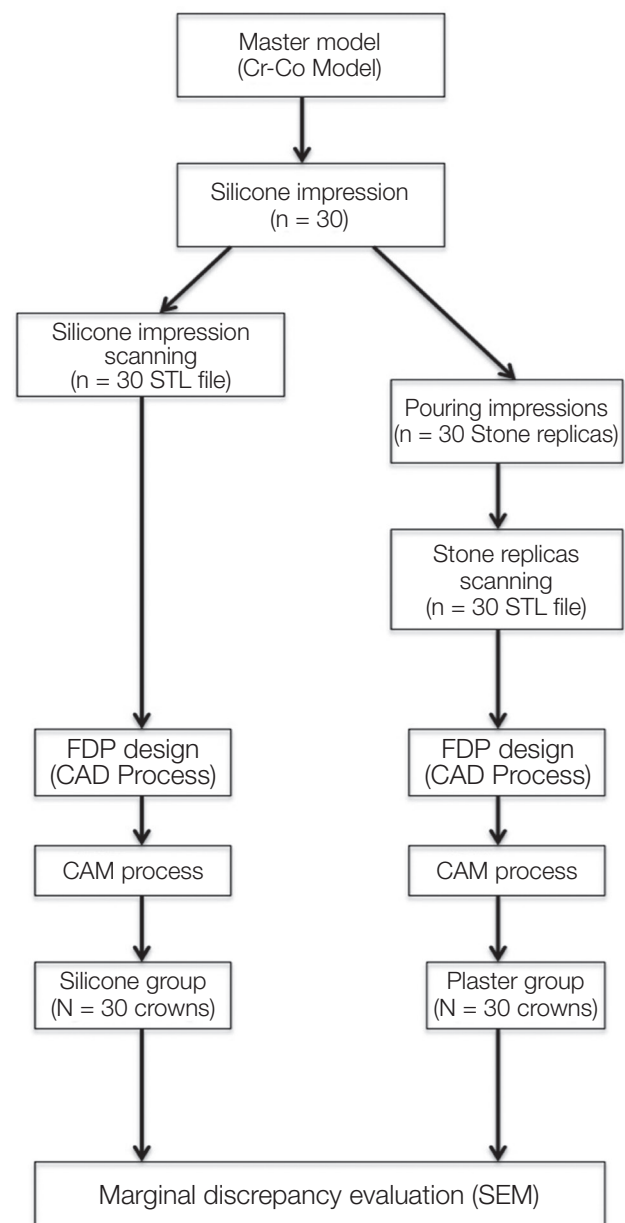 Master model
(Cr-Co Model)
Silicone impression
(n = 30)
Silicone impression
scanning
(n = 30 STL file)
Pouring impressions
(n = 30 Stone replicas)
Stone replicas
scanning
(n = 30 STL file)
FDP design
(CAD Process)
FDP design
(CAD Process)
CAM process
CAM process
Silicone group
(N = 30 crowns)
Plaster group
(N = 30 crowns)
Marginal discrepancy evaluation (SEM)